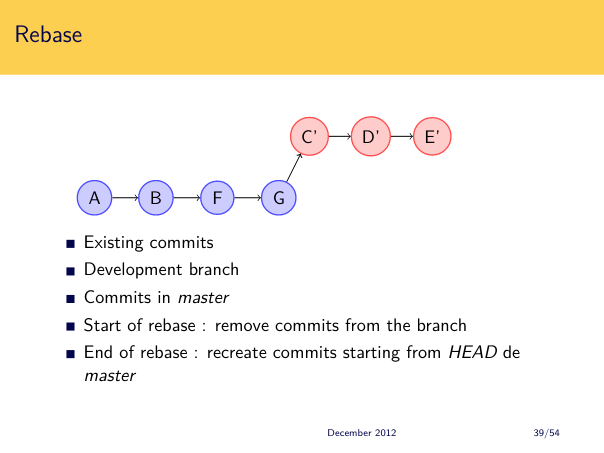 Rebase
C' D' E'
A B F G
Existing commits
Development branch
Commits in master
Start of rebase : remove commits from the branch
End of rebase : recreate commits starting from HEAD de
master
December 2012 39/54